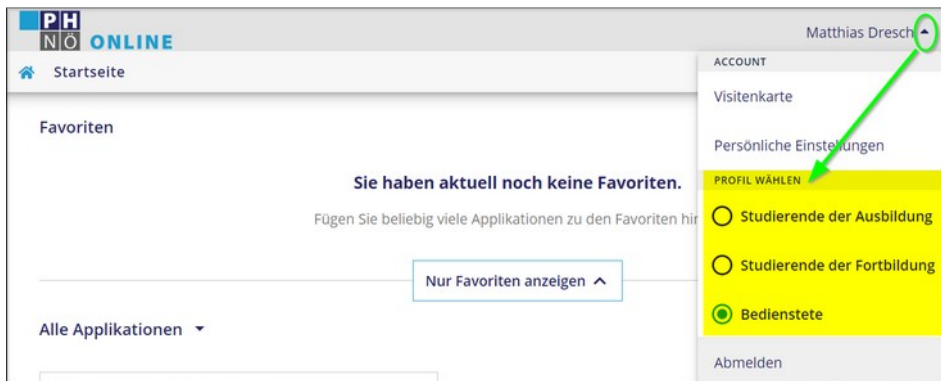 PH
NÖ ONLINE
Matthias Dresch
Startseite
ACCOUNT
Visitenkarte
Persönliche Einstellungen
PROFIL WÄHLEN
Studierende der Ausbildung
Studierende der Fortbildung
Bedienstete
Abmelden
Favoriten
Sie haben aktuell noch keine Favoriten.
Fügen Sie beliebig viele Applikationen zu den Favoriten
Nur Favoriten anzeigen
Alle Applikationen